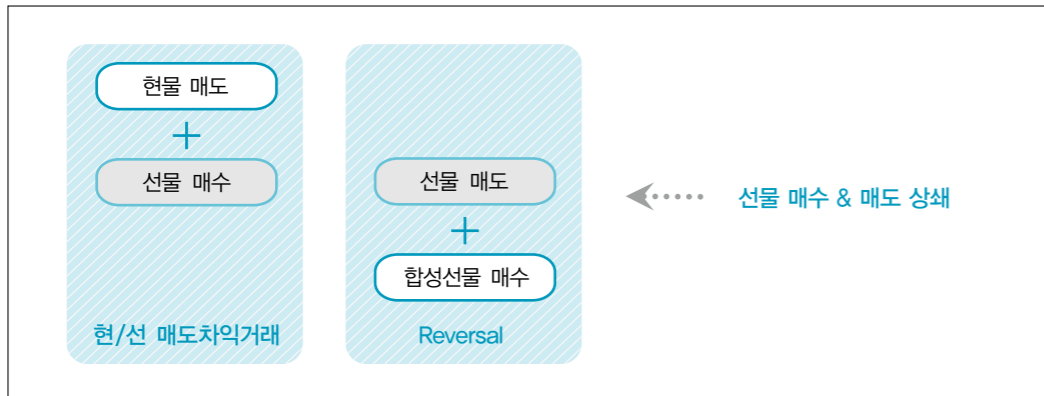 현물 매도
+
선물 매수
현/선 매도차익거래
선물 매도
+
합성선물 매수
Reversal
선물 매수 & 매도 상쇄